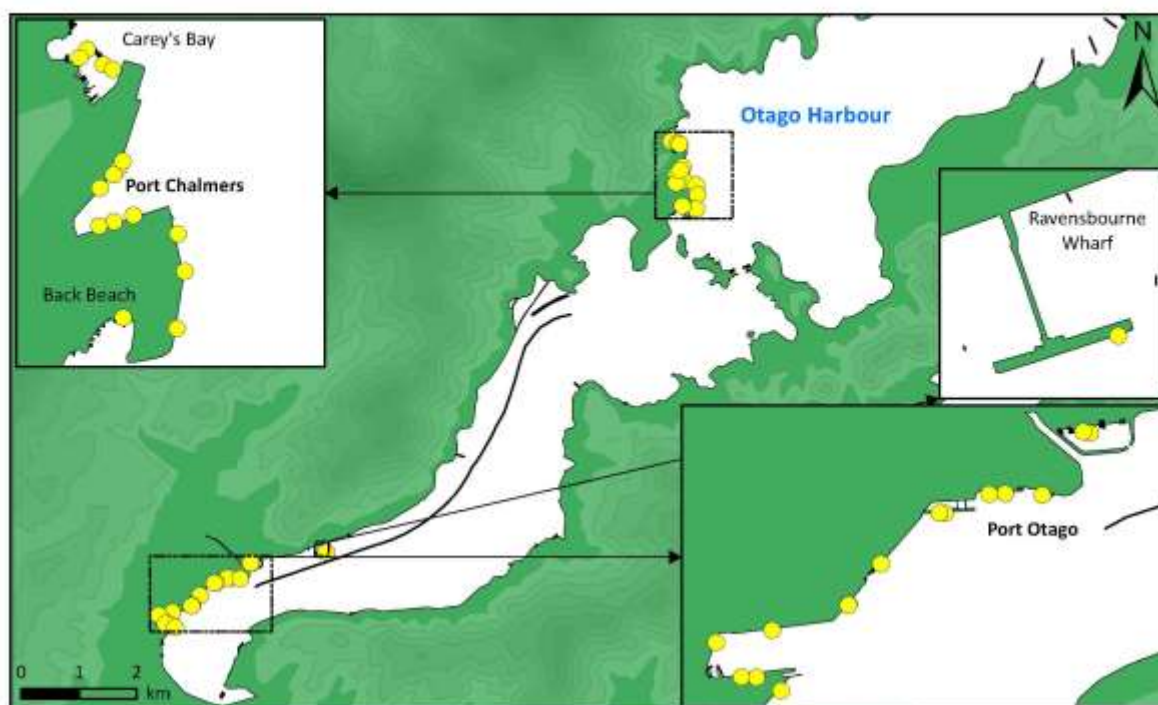 Carey's Bay
Port Chalmers
Back Beach
Otago Harbour
N
Ravensbourne
Wharf
Port Otago
0 1 2
km